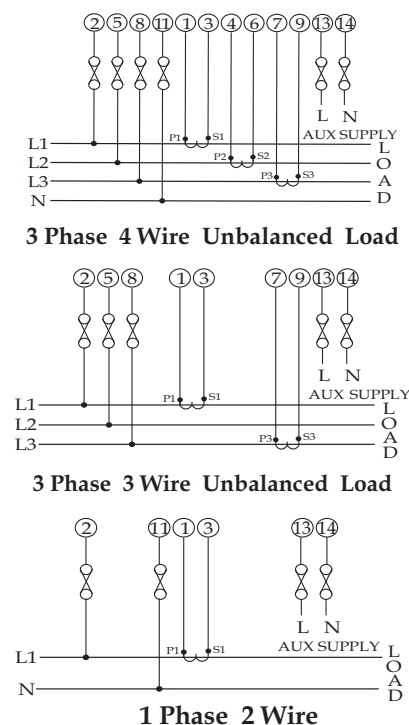 2 5 8 11 1 3 4 6 7 9 13 14
L N
AUX SUPPLY
L1 P1 S1 L
L2 P2 S2 O
L3 P3 S3 A
N D
3 Phase 4 Wire Unbalanced Load
2 5 8 1 3 7 9 13 14
L N
AUX SUPPLY
L1 P1 S1 L
L2 O
L3 P3 S3 A
D
3 Phase 3 Wire Unbalanced Load
2 11 1 3 13 14
L N
AUX SUPPLY
L1 P1 S1 L
O
A
N D
1 Phase 2 Wire